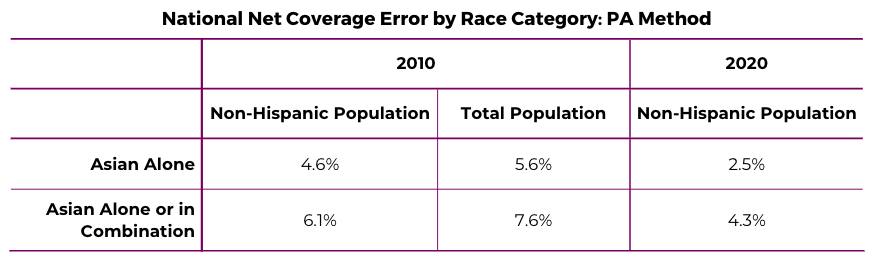 National Net Coverage Error by Race Category: PA Method
2010 2020
Non-Hispanic Population Total Population Non-Hispanic Population
Asian Alone 4.6% 5.6% 2.5%
Asian Alone or in
Combination 6.1% 7.6% 4.3%